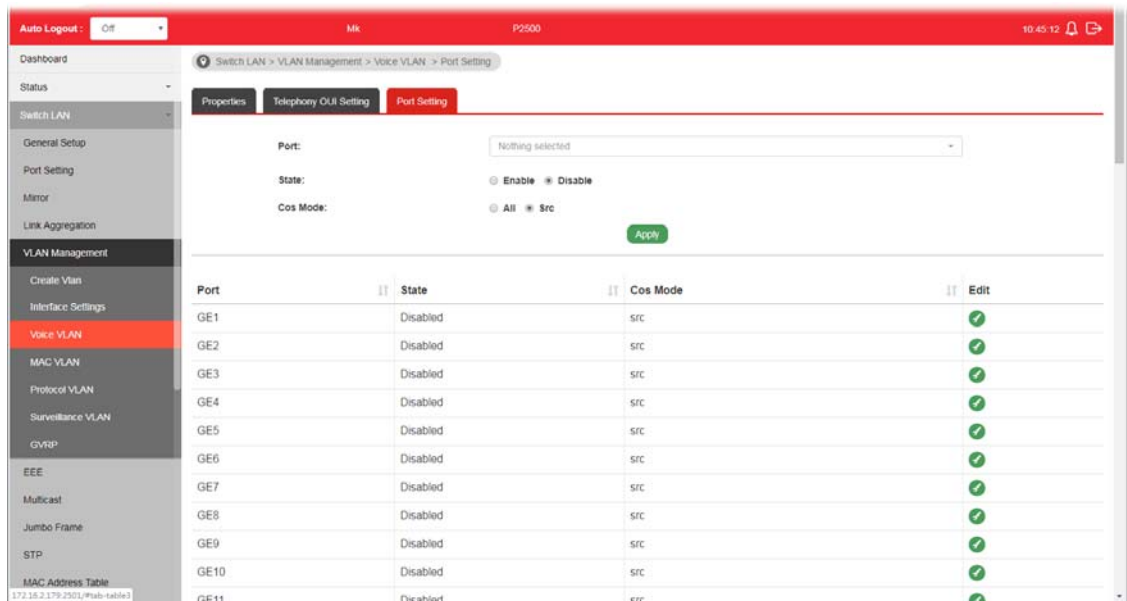 Auto Logout : Off Mk P2500 10:45:12
Dashboard
Switch LAN > VLAN Management > Voice VLAN > Port Setting
Status
Properties Telephony OUI Setting Port Setting
Switch LAN
General Setup
Port: Nothing selected
Port Setting
State: Enable Disable
Mirror
Cos Mode: All Src
Link Aggregation
Apply
VLAN Management
Create Vlan
Port State Cos Mode Edit
Interface Settings
GE1 Disabled src
Voice VLAN
GE2 Disabled src
MAC VLAN
GE3 Disabled src
Protocol VLAN
GE4 Disabled src
Surveillance VLAN
GE5 Disabled src
GVRP
GE6 Disabled src
EEE
GE7 Disabled src
Multicast
GE8 Disabled src
Jumbo Frame
GE9 Disabled src
STP
GE10 Disabled src
MAC Address Table
172.16.2.179:2501/#tab-table3
GE11 Disabled src